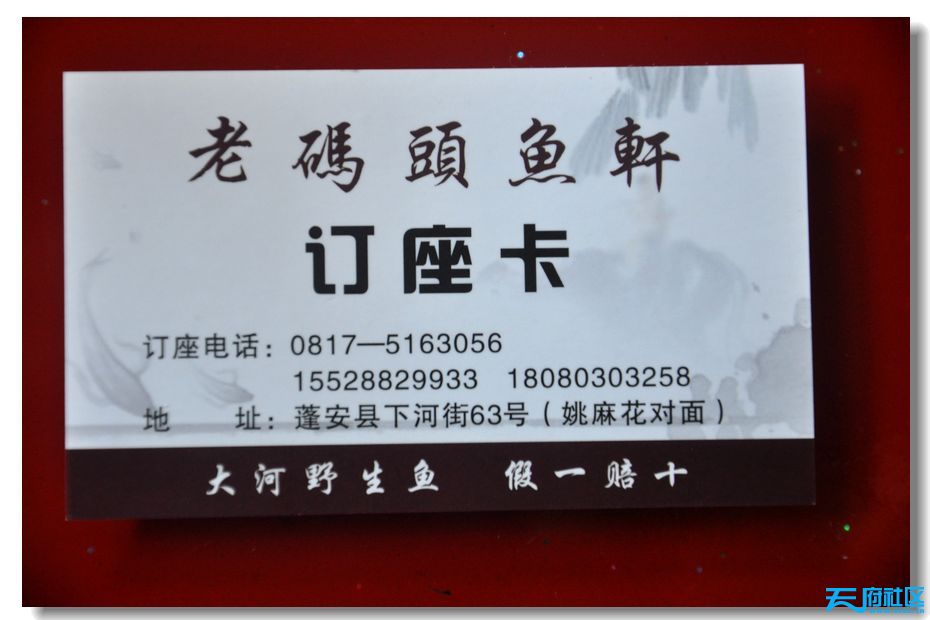 老碼頭魚軒
订座卡
订座电话：0817—5163056
15528829933 18080303258
地 址：蓬安县下河街63号（姚麻花对面）
大河野生鱼 假一赔十
天府社区